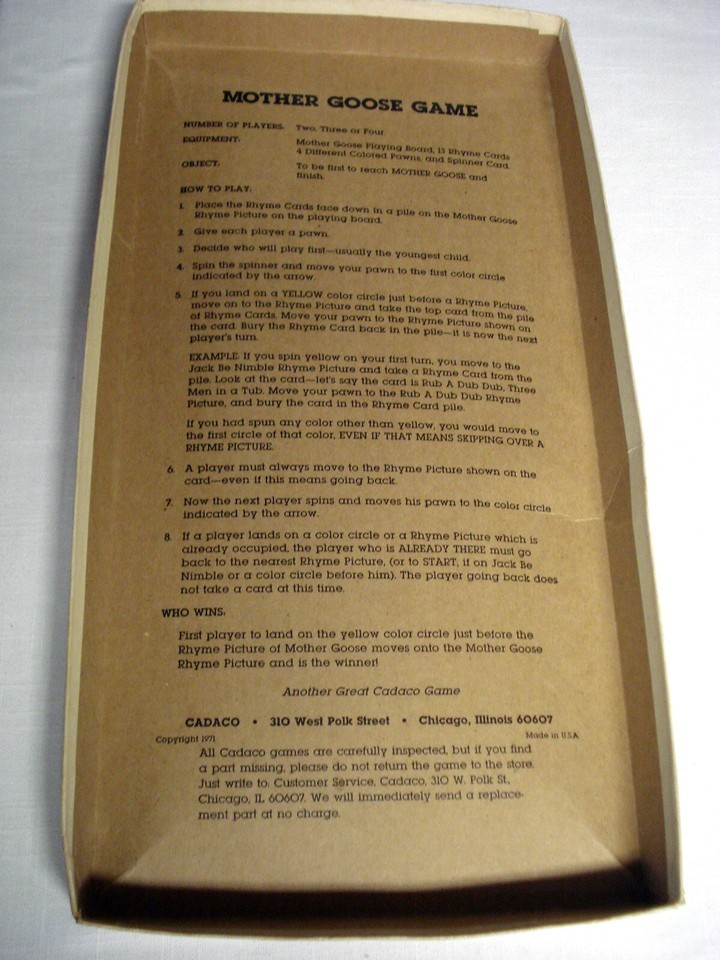 MOTHER GOOSE GAME
NUMBER OF PLAYERS: Two, Three or Four
EQUIPMENT: Mother Goose Playing Board, 13 Rhyme Cards
4 Different Colored Pawns, and Spinner Card.
OBJECT: To be first to reach MOTHER GOOSE and
finish.
HOW TO PLAY:
1. Place the Rhyme Cards face down in a pile on the Mother Goose
Rhyme Picture on the playing board.
2. Give each player a pawn.
3. Decide who will play first—usually the youngest child.
4. Spin the spinner and move your pawn to the first color circle
indicated by the arrow.
5. If you land on a YELLOW color circle just before a Rhyme Picture,
move on to the Rhyme Picture and take the top card from the pile
of Rhyme Cards. Move your pawn to the Rhyme Picture shown on
the card. Bury the Rhyme Card back in the pile—it is now the next
player's turn.
EXAMPLE: If you spin yellow on your first turn, you move to the
Jack Be Nimble Rhyme Picture and take a Rhyme Card from the
pile. Look at the card—let's say the card is Rub A Dub Dub, Three
Men in a Tub. Move your pawn to the Rub A Dub Dub Rhyme
Picture, and bury the card in the Rhyme Card pile.
If you had spun any color other than yellow, you would move to
the first circle of that color, EVEN IF THAT MEANS SKIPPING OVER A
RHYME PICTURE.
6. A player must always move to the Rhyme Picture shown on the
card—even if this means going back.
7. Now the next player spins and moves his pawn to the color circle
indicated by the arrow.
8. If a player lands on a color circle or a Rhyme Picture which is
already occupied, the player who is ALREADY THERE must go
back to the nearest Rhyme Picture, (or to START, if on Jack Be
Nimble or a color circle before him). The player going back does
not take a card at this time.
WHO WINS:
First player to land on the yellow color circle just before the
Rhyme Picture of Mother Goose moves onto the Mother Goose
Rhyme Picture and is the winner!
Another Great Cadaco Game
CADACO • 310 West Polk Street • Chicago, Illinois 60607
Copyright 1971 Made in U.S.A.
All Cadaco games are carefully inspected, but if you find
a part missing, please do not return the game to the store.
Just write to: Customer Service, Cadaco, 310 W. Polk St.,
Chicago, IL 60607. We will immediately send a replace-
ment part at no charge.